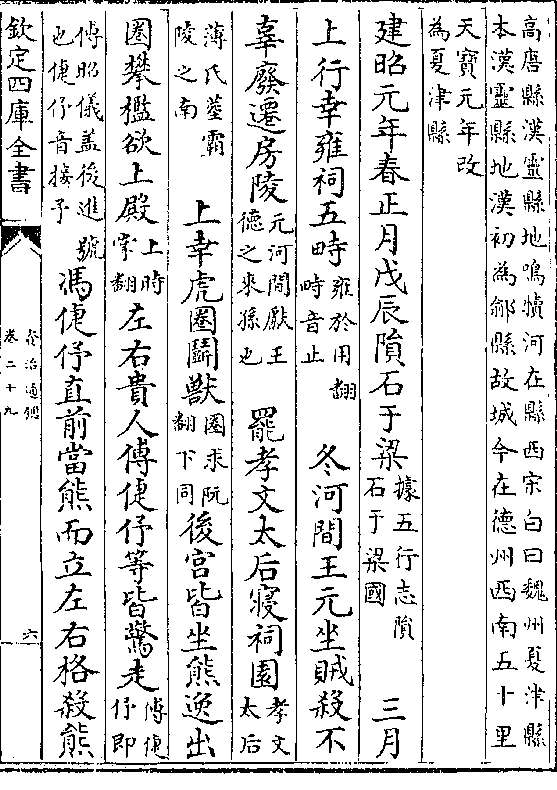 高唐縣漢靈縣地鳴犢河在縣西宗白曰魏州夏津縣
本漢靈縣地漢初為鄃縣故城今在德州西南五十里
天寶元年改
為夏津縣
建昭元年春正月戊辰隕石于梁據五行志隕石于梁國 三月
上行幸雍祠五畤雍於用翻畤音止 冬河間王元坐賊殺不
辜廢遷房陵元河間獻王德之來孫也 罷孝文太后寢祠園孝文太后
薄氏塟霸陵之南 上幸虎圈鬭獸圈求阮翻下同後宫皆坐熊逸出
圈攀檻欲上殿上時掌翻左右貴人傅倢伃等皆驚走傅倢伃即
傅昭儀盖後進號也倢伃音接予馮倢伃直前當熊而立左右格殺熊
欽定四庫全書
資治通鑑
卷二十九
六